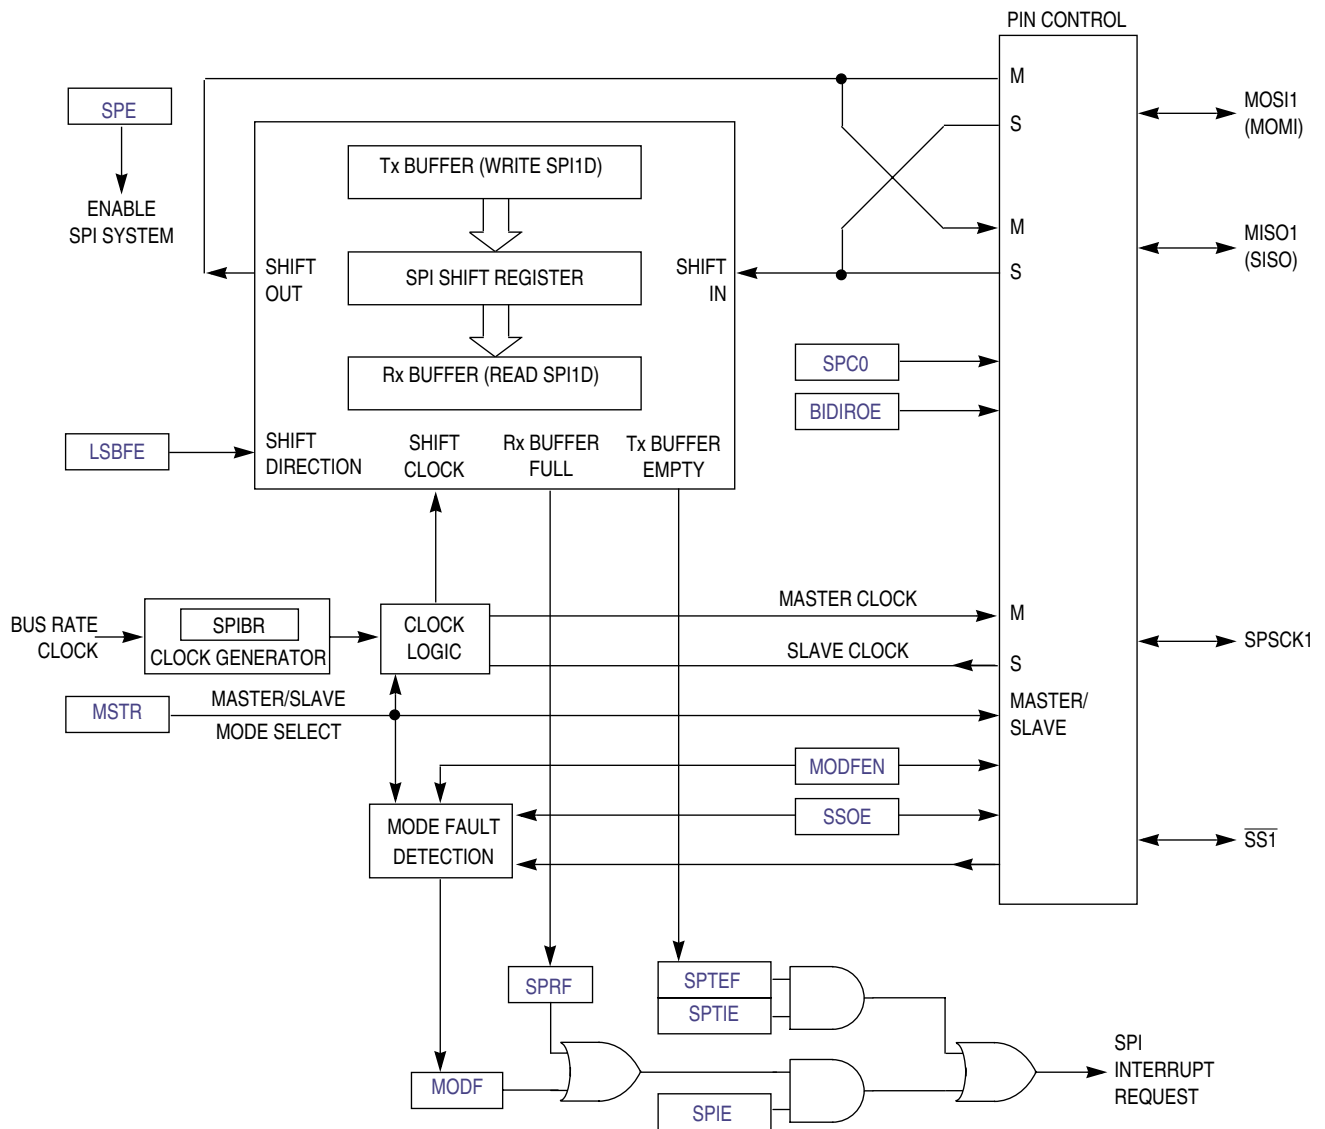 PIN CONTROL
M
MOSI1
(MOMI)
S
SPE
ENABLE
SPI SYSTEM
Tx BUFFER (WRITE SPI1D)
M
MISO1
(SISO)
S
SHIFT
OUT
SPI SHIFT REGISTER
SHIFT
IN
Rx BUFFER (READ SPI1D)
SPC0
BIDIROE
LSBFE
SHIFT
DIRECTION
SHIFT
CLOCK
Rx BUFFER
FULL
Tx BUFFER
EMPTY
BUS RATE
CLOCK
SPIBR
CLOCK GENERATOR
CLOCK
LOGIC
MASTER CLOCK
M
SLAVE CLOCK
S
SPSCK1
MSTR
MASTER/SLAVE
MODE SELECT
MASTER/
SLAVE
MODFEN
SSOE
MODE FAULT
DETECTION
SS1
SPRF
SPTEF
SPTIE
MODF
SPIE
SPI
INTERRUPT
REQUEST